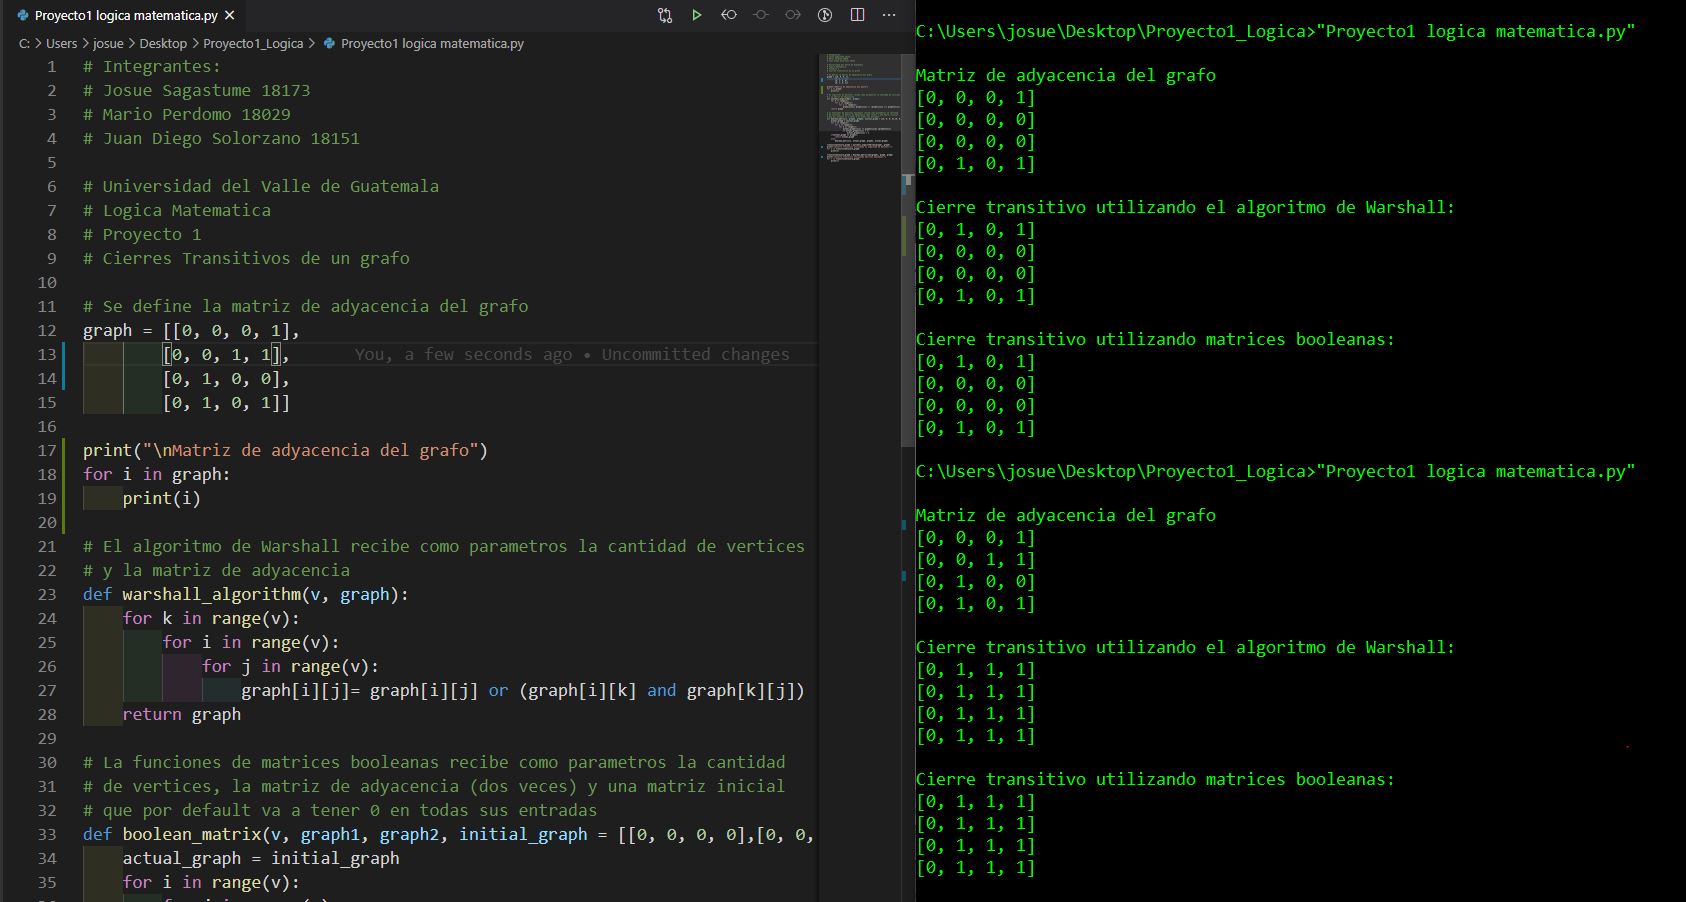 Proyecto1 logica matematica.py
C: > Users > josue > Desktop > Proyecto1_Logica > Proyecto1 logica matematica.py
1 # Integrantes:
2 # Josue Sagastume 18173
3 # Mario Perdomo 18029
4 # Juan Diego Solorzano 18151
5
6 # Universidad del Valle de Guatemala
7 # Logica Matematica
8 # Proyecto 1
9 # Cierres Transitivos de un grafo
10
11 # Se define la matriz de adyacencia del grafo
12 graph = [[0, 0, 0, 1],
13 [0, 0, 1, 1], You, a few seconds ago • Uncommitted changes
14 [0, 1, 0, 0],
15 [0, 1, 0, 1]]
16
17 print("\nMatriz de adyacencia del grafo")
18 for i in graph:
19 print(i)
20
21 # El algoritmo de Warshall recibe como parametros la cantidad de vertices
22 # y la matriz de adyacencia
23 def warshall_algorithm(v, graph):
24 for k in range(v):
25 for i in range(v):
26 for j in range(v):
27 graph[i][j]= graph[i][j] or (graph[i][k] and graph[k][j])
28 return graph
29
30 # La funciones de matrices booleanas recibe como parametros la cantidad
31 # de vertices, la matriz de adyacencia (dos veces) y una matriz inicial
32 # que por default va a tener 0 en todas sus entradas
33 def boolean_matrix(v, graph1, graph2, initial_graph = [[0, 0, 0, 0],[0, 0,
34 actual_graph = initial_graph
35 for i in range(v):
C:\Users\josue\Desktop\Proyecto1_Logica>"Proyecto1 logica matematica.py"
Matriz de adyacencia del grafo
[0, 0, 0, 1]
[0, 0, 0, 0]
[0, 0, 0, 0]
[0, 1, 0, 1]
Cierre transitivo utilizando el algoritmo de Warshall:
[0, 1, 0, 1]
[0, 0, 0, 0]
[0, 0, 0, 0]
[0, 1, 0, 1]
Cierre transitivo utilizando matrices booleanas:
[0, 1, 0, 1]
[0, 0, 0, 0]
[0, 0, 0, 0]
[0, 1, 0, 1]
C:\Users\josue\Desktop\Proyecto1_Logica>"Proyecto1 logica matematica.py"
Matriz de adyacencia del grafo
[0, 0, 0, 1]
[0, 0, 1, 1]
[0, 1, 0, 0]
[0, 1, 0, 1]
Cierre transitivo utilizando el algoritmo de Warshall:
[0, 1, 1, 1]
[0, 1, 1, 1]
[0, 1, 1, 1]
[0, 1, 1, 1]
Cierre transitivo utilizando matrices booleanas:
[0, 1, 1, 1]
[0, 1, 1, 1]
[0, 1, 1, 1]
[0, 1, 1, 1]